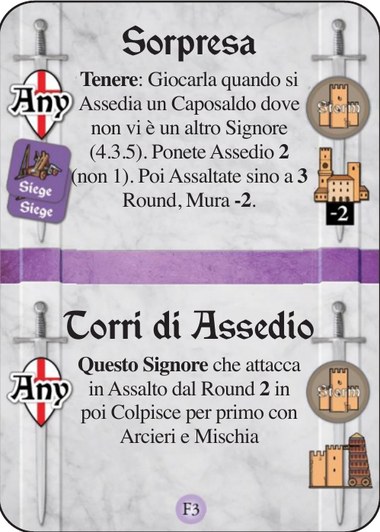 Sorpresa
Tenere: Giocarla quando si
Assedia un Caposaldo dove
non vi è un altro Signore
(4.3.5). Ponete Assedio 2
(non 1). Poi Assaltate sino a 3
Round, Mura -2.
Any
Siege
Siege
Storm
-2
Torri di Assedio
Questo Signore che attacca
in Assalto dal Round 2 in
poi Colpisce per primo con
Arcieri e Mischia
Any
Storm
F3